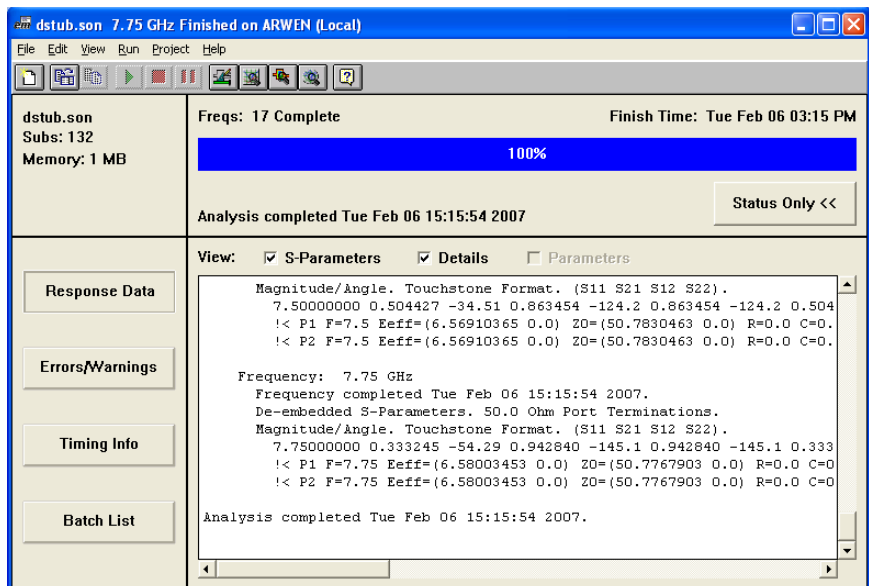 em dstub.son 7.75 GHz Finished on ARWEN (Local)
File Edit View Run Project Help
dstub.son
Subs: 132
Memory: 1 MB
Freqs: 17 Complete Finish Time: Tue Feb 06 03:15 PM
100%
Status Only <<
Analysis completed Tue Feb 06 15:15:54 2007
View: S-Parameters Details Parameters
Response Data
Errors/Warnings
Timing Info
Batch List
Magnitude/Angle. Touchstone Format. (S11 S21 S12 S22).
7.50000000 0.504427 -34.51 0.863454 -124.2 0.863454 -124.2 0.504
!< P1 F=7.5 Eeff=(6.56910365 0.0) Z0=(50.7830463 0.0) R=0.0 C=0.
!< P2 F=7.5 Eeff=(6.56910365 0.0) Z0=(50.7830463 0.0) R=0.0 C=0.
Frequency: 7.75 GHz
Frequency completed Tue Feb 06 15:15:54 2007.
De-embedded S-Parameters. 50.0 Ohm Port Terminations.
Magnitude/Angle. Touchstone Format. (S11 S21 S12 S22).
7.75000000 0.333245 -54.29 0.942840 -145.1 0.942840 -145.1 0.333
!< P1 F=7.75 Eeff=(6.58003453 0.0) Z0=(50.7767903 0.0) R=0.0 C=0
!< P2 F=7.75 Eeff=(6.58003453 0.0) Z0=(50.7767903 0.0) R=0.0 C=0
Analysis completed Tue Feb 06 15:15:54 2007.